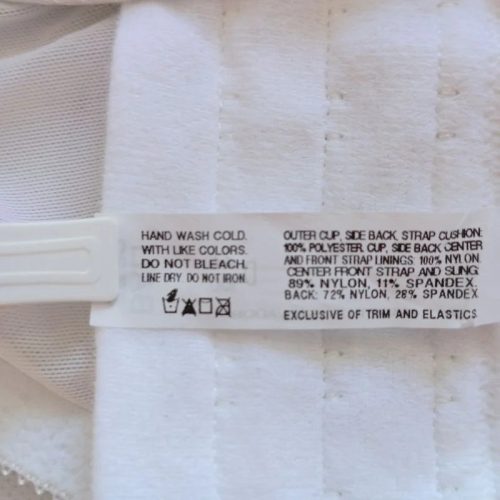 HAND WASH COLD.
WITH LIKE COLORS.
DO NOT BLEACH.
LINE DRY. DO NOT IRON.
OUTER CUP, SIDE BACK, STRAP CUSHION:
100% POLYESTER. CUP, SIDE BACK, CENTER
AND FRONT STRAP LININGS: 100% NYLON.
CENTER FRONT STRAP AND SLING:
89% NYLON, 11% SPANDEX.
BACK: 72% NYLON, 28% SPANDEX.
EXCLUSIVE OF TRIM AND ELASTICS